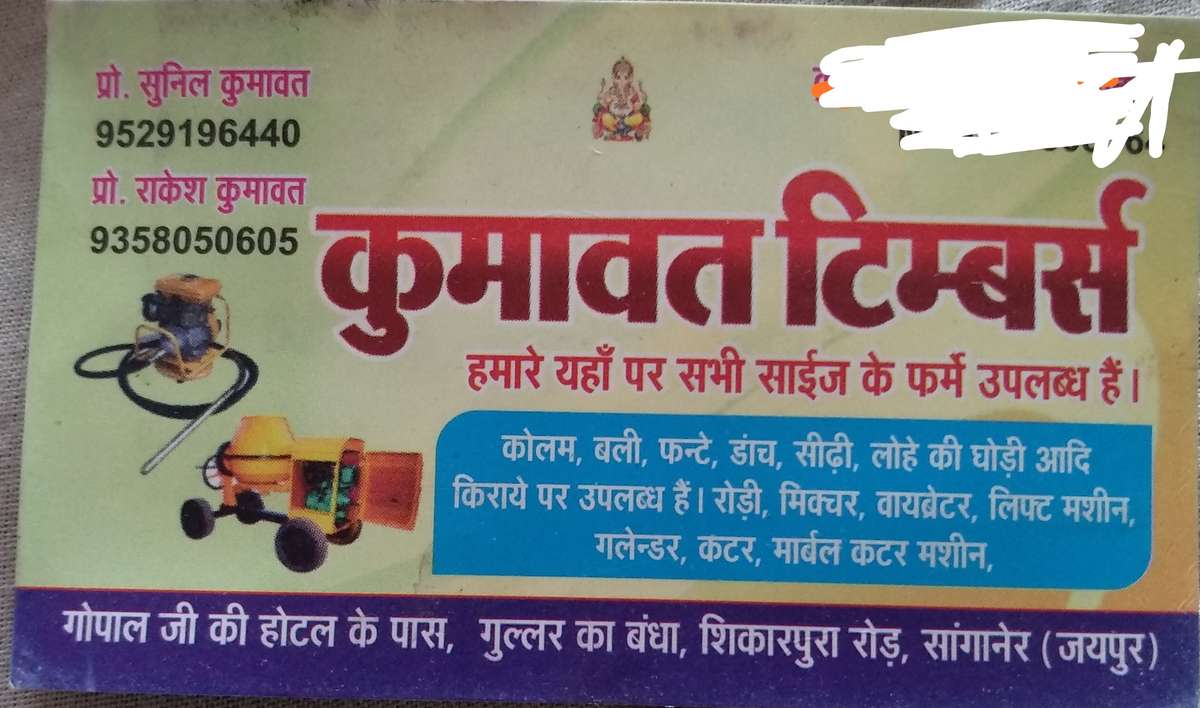 प्रो. सुनिल कुमावत
9529196440
प्रो. राकेश कुमावत
9358050605
कुमावत टिम्बर्स
हमारे यहाँ पर सभी साईज के फर्मे उपलब्ध हैं।
कोलम, बली, फन्टे, डांच, सीढ़ी, लोहे की घोड़ी आदि
किराये पर उपलब्ध हैं। रोड़ी, मिक्चर, वायब्रेटर, लिफ्ट मशीन,
गलेन्डर, कटर, मार्बल कटर मशीन,
गोपाल जी की होटल के पास, गुल्लर का बंधा, शिकारपुरा रोड़, सांगानेर (जयपुर)